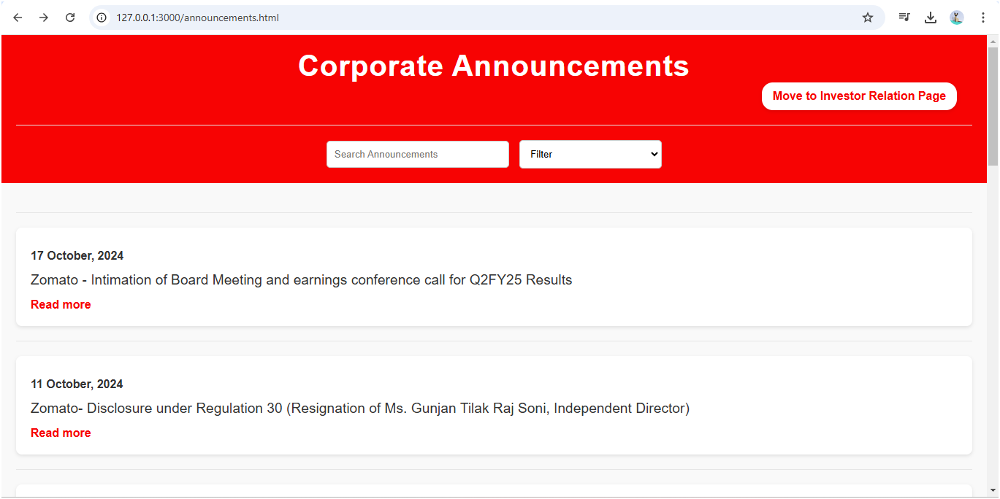 127.0.0.1:3000/announcements.html
Corporate Announcements
Move to Investor Relation Page
Search Announcements
Filter
17 October, 2024
Zomato - Intimation of Board Meeting and earnings conference call for Q2FY25 Results
Read more
11 October, 2024
Zomato- Disclosure under Regulation 30 (Resignation of Ms. Gunjan Tilak Raj Soni, Independent Director)
Read more